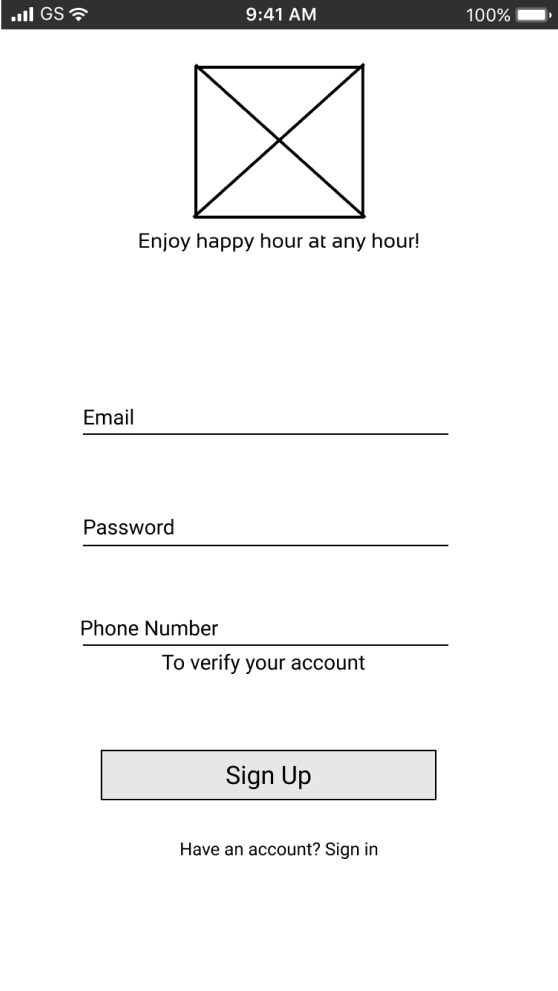 GS 9:41 AM 100%
Enjoy happy hour at any hour!
Email
Password
Phone Number
To verify your account
Sign Up
Have an account? Sign in